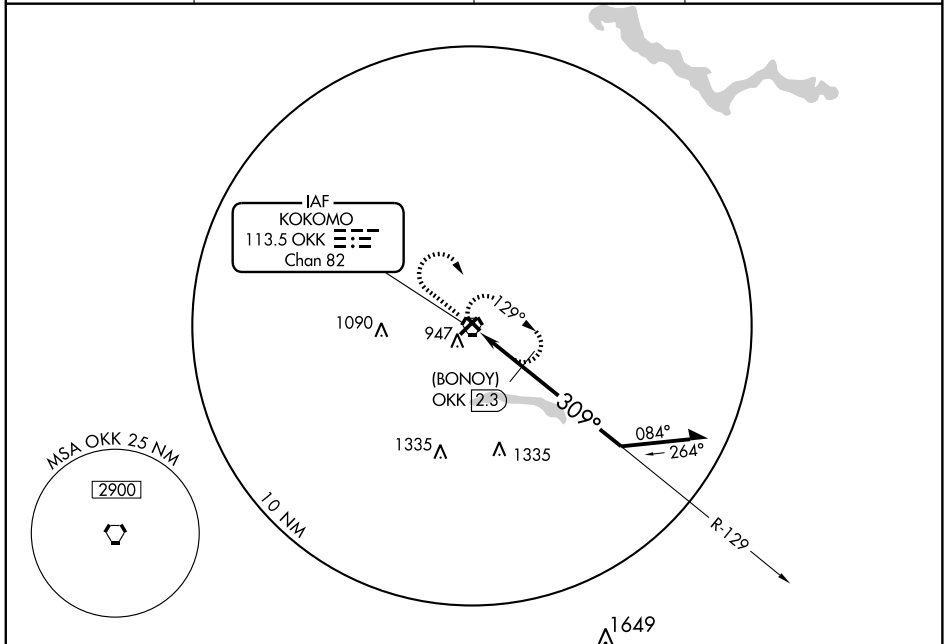 IAF
KOKOMO
113.5 OKK
Chan 82
1090
947
129°
(BONOY)
OKK 2.3
309°
1335
1335
084°
264°
MSA OKK 25 NM
2900
10 NM
R-129
1649